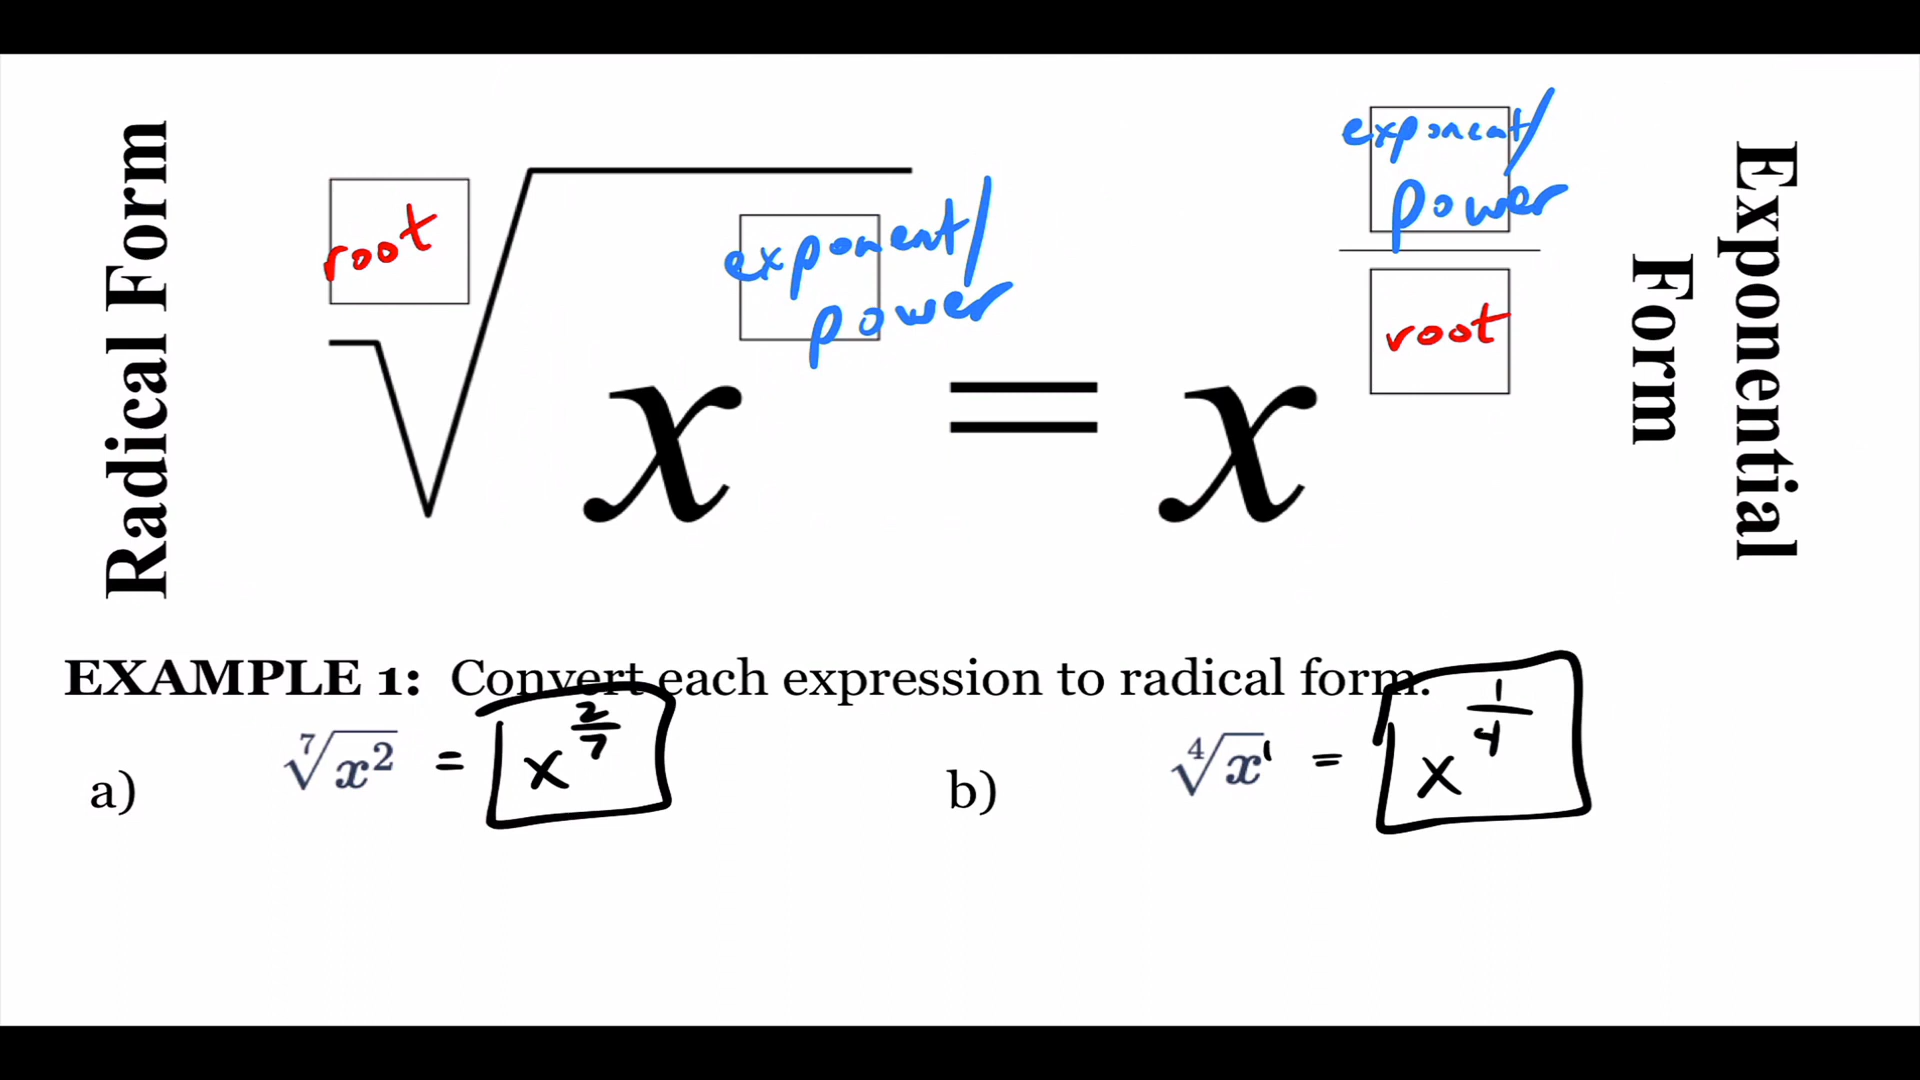 Radical Form
root
exponent/
power
x = x
exponent/
power
root
Exponential
Form
EXAMPLE 1: Convert each expression to radical form.
a) ⁷√x² = x^(2/7)
b) ⁴√x¹ = x^(1/4)